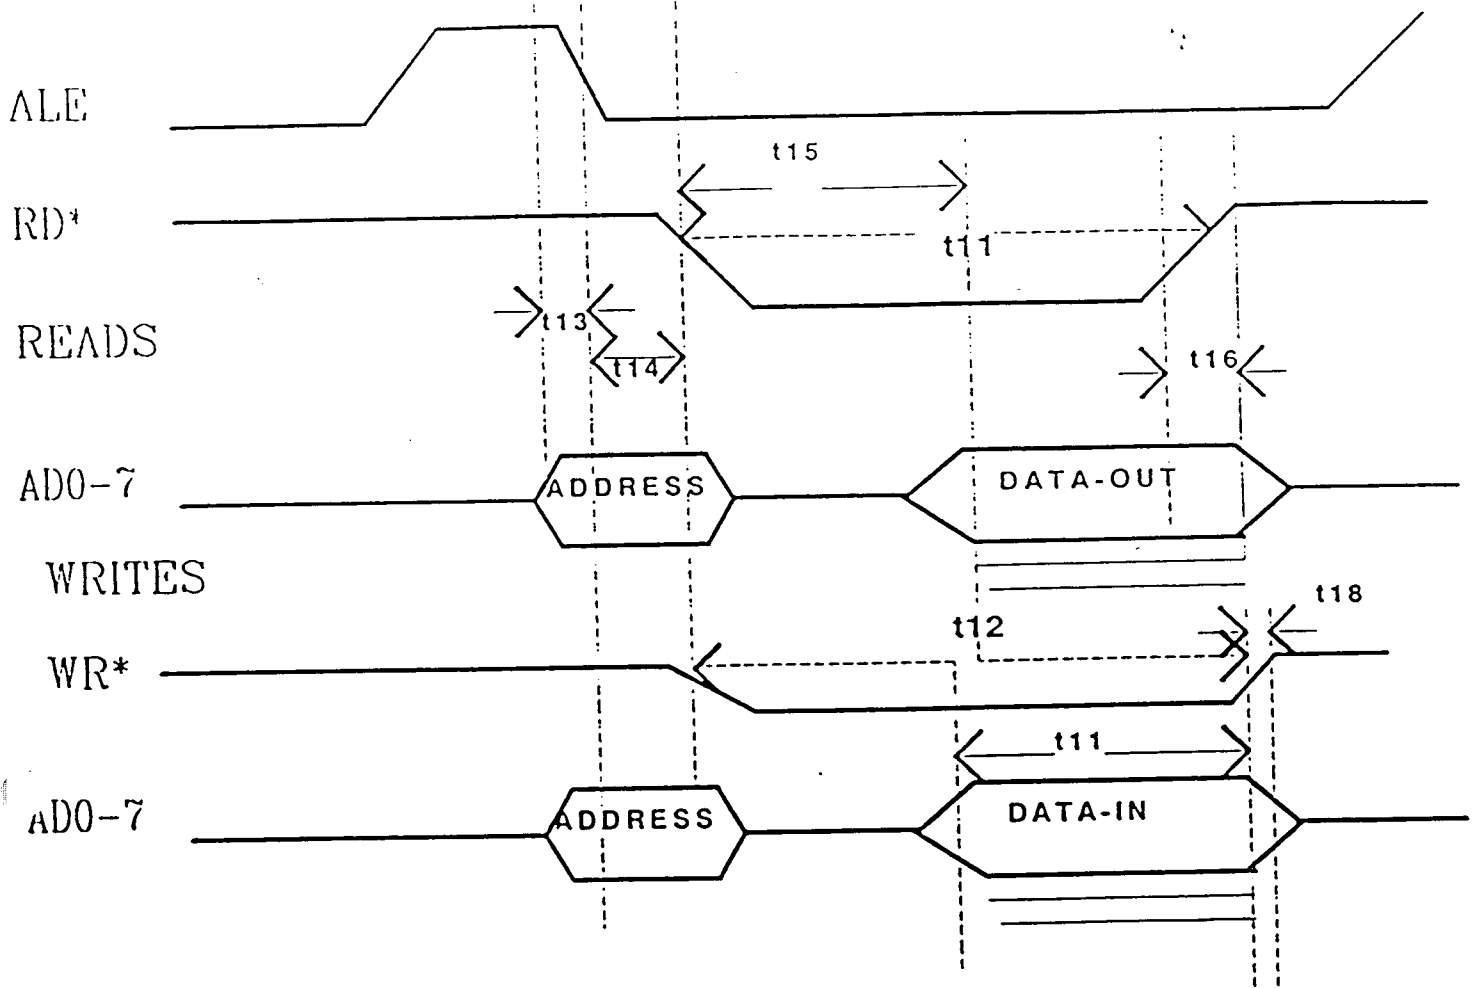 ALE
t15
RD*
t11
t13
READS
t14
t16
AD0-7
ADDRESS
DATA-OUT
WRITES
t18
t12
WR*
t11
AD0-7
ADDRESS
DATA-IN